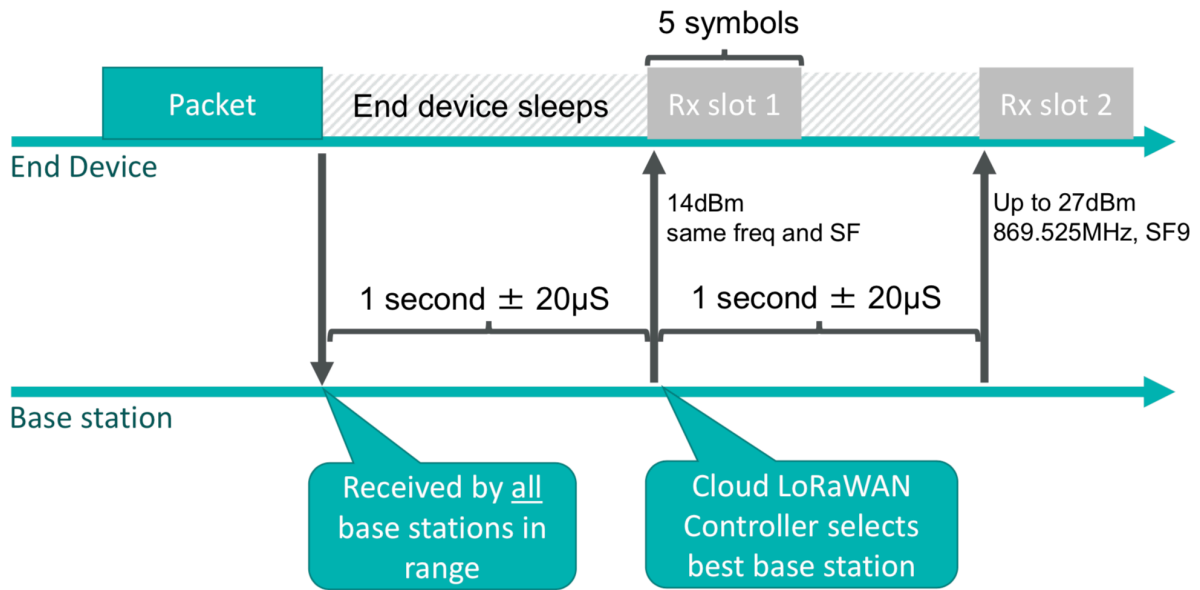 5 symbols
Packet
End device sleeps
Rx slot 1
Rx slot 2
End Device
14dBm
same freq and SF
Up to 27dBm
869.525MHz, SF9
1 second ± 20µS
1 second ± 20µS
Base station
Received by all
base stations in
range
Cloud LoRaWAN
Controller selects
best base station